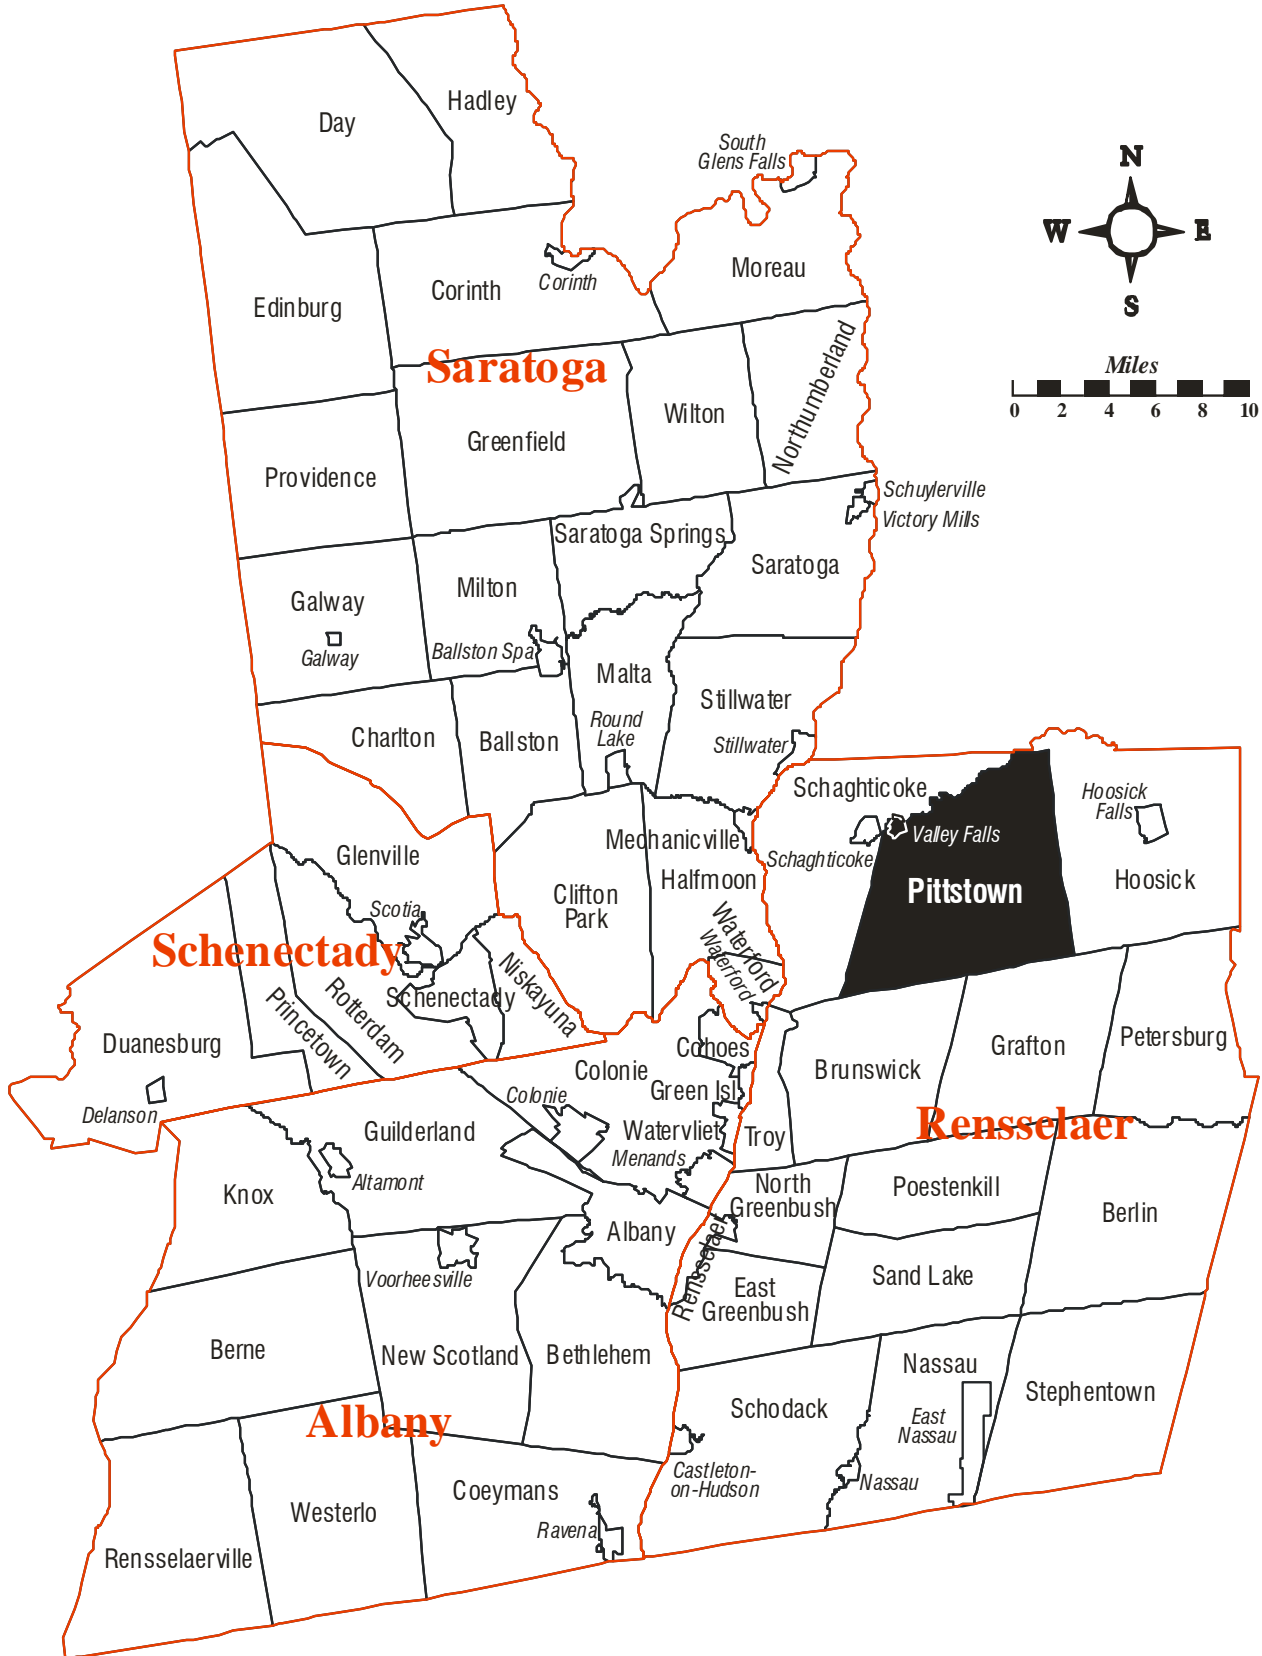 Day
Hadley
South
Glens Falls
N
W
E
S
Moreau
Corinth
Corinth
Edinburg
Saratoga
Northumberland
Miles
0 2 4 6 8 10
Wilton
Greenfield
Providence
Schuylerville
Victory Mills
Saratoga Springs
Saratoga
Milton
Galway
Galway
Ballston Spa
Malta
Stillwater
Round
Lake
Stillwater
Charlton
Ballston
Schaghticoke
Hoosick
Falls
Mechanicville
Valley Falls
Schaghticoke
Glenville
Halfmoon
Pittstown
Hoosick
Clifton
Park
Scotia
Waterford
Waterford
Schenectady
Niskayuna
Schenectady
Rotterdam
Princetown
Duanesburg
Delanson
Cohoes
Colonie
Green Isl.
Colonie
Brunswick
Grafton
Petersburg
Rensselaer
Guilderland
Watervliet
Troy
Menands
Altamont
Knox
North
Greenbush
Poestenkill
Berlin
Albany
Rensselaer
Voorheesville
Sand Lake
East
Greenbush
Berne
New Scotland
Bethlehem
Nassau
Stephentown
Albany
Schodack
East
Nassau
Castleton-
on-Hudson
Nassau
Coeymans
Westerlo
Ravena
Rensselaerville